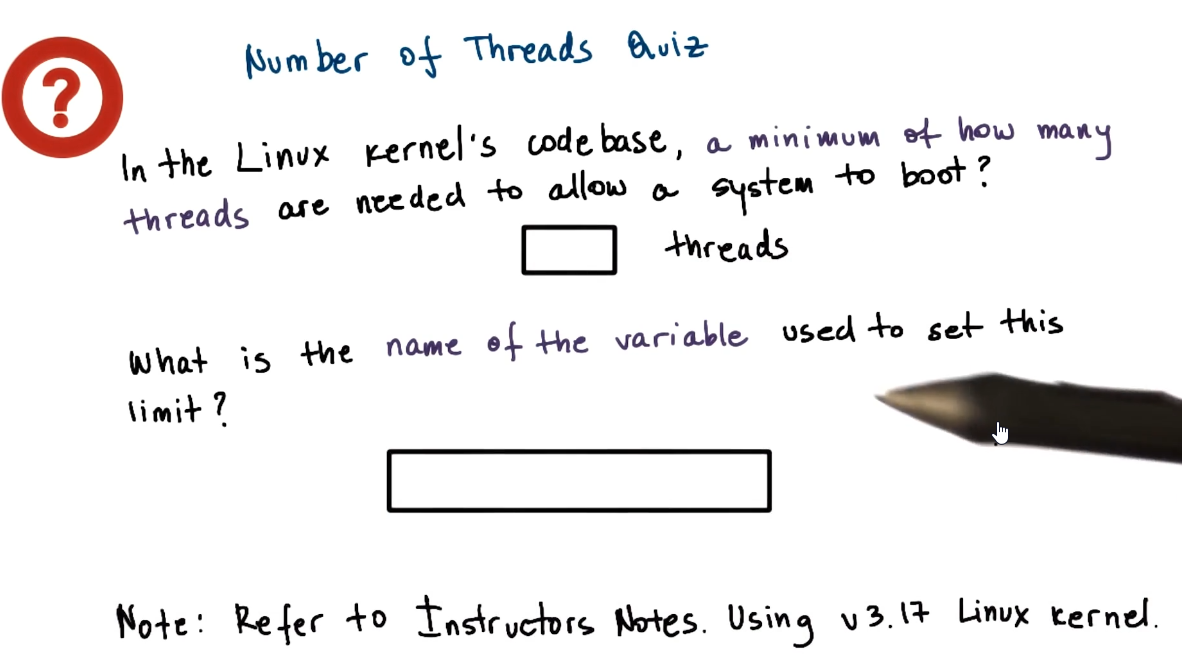 ?
Number of Threads Quiz
In the Linux kernel's codebase, a minimum of how many
threads are needed to allow a system to boot?
threads
What is the name of the variable used to set this
limit?
Note: Refer to Instructors Notes. Using v3.17 Linux kernel.